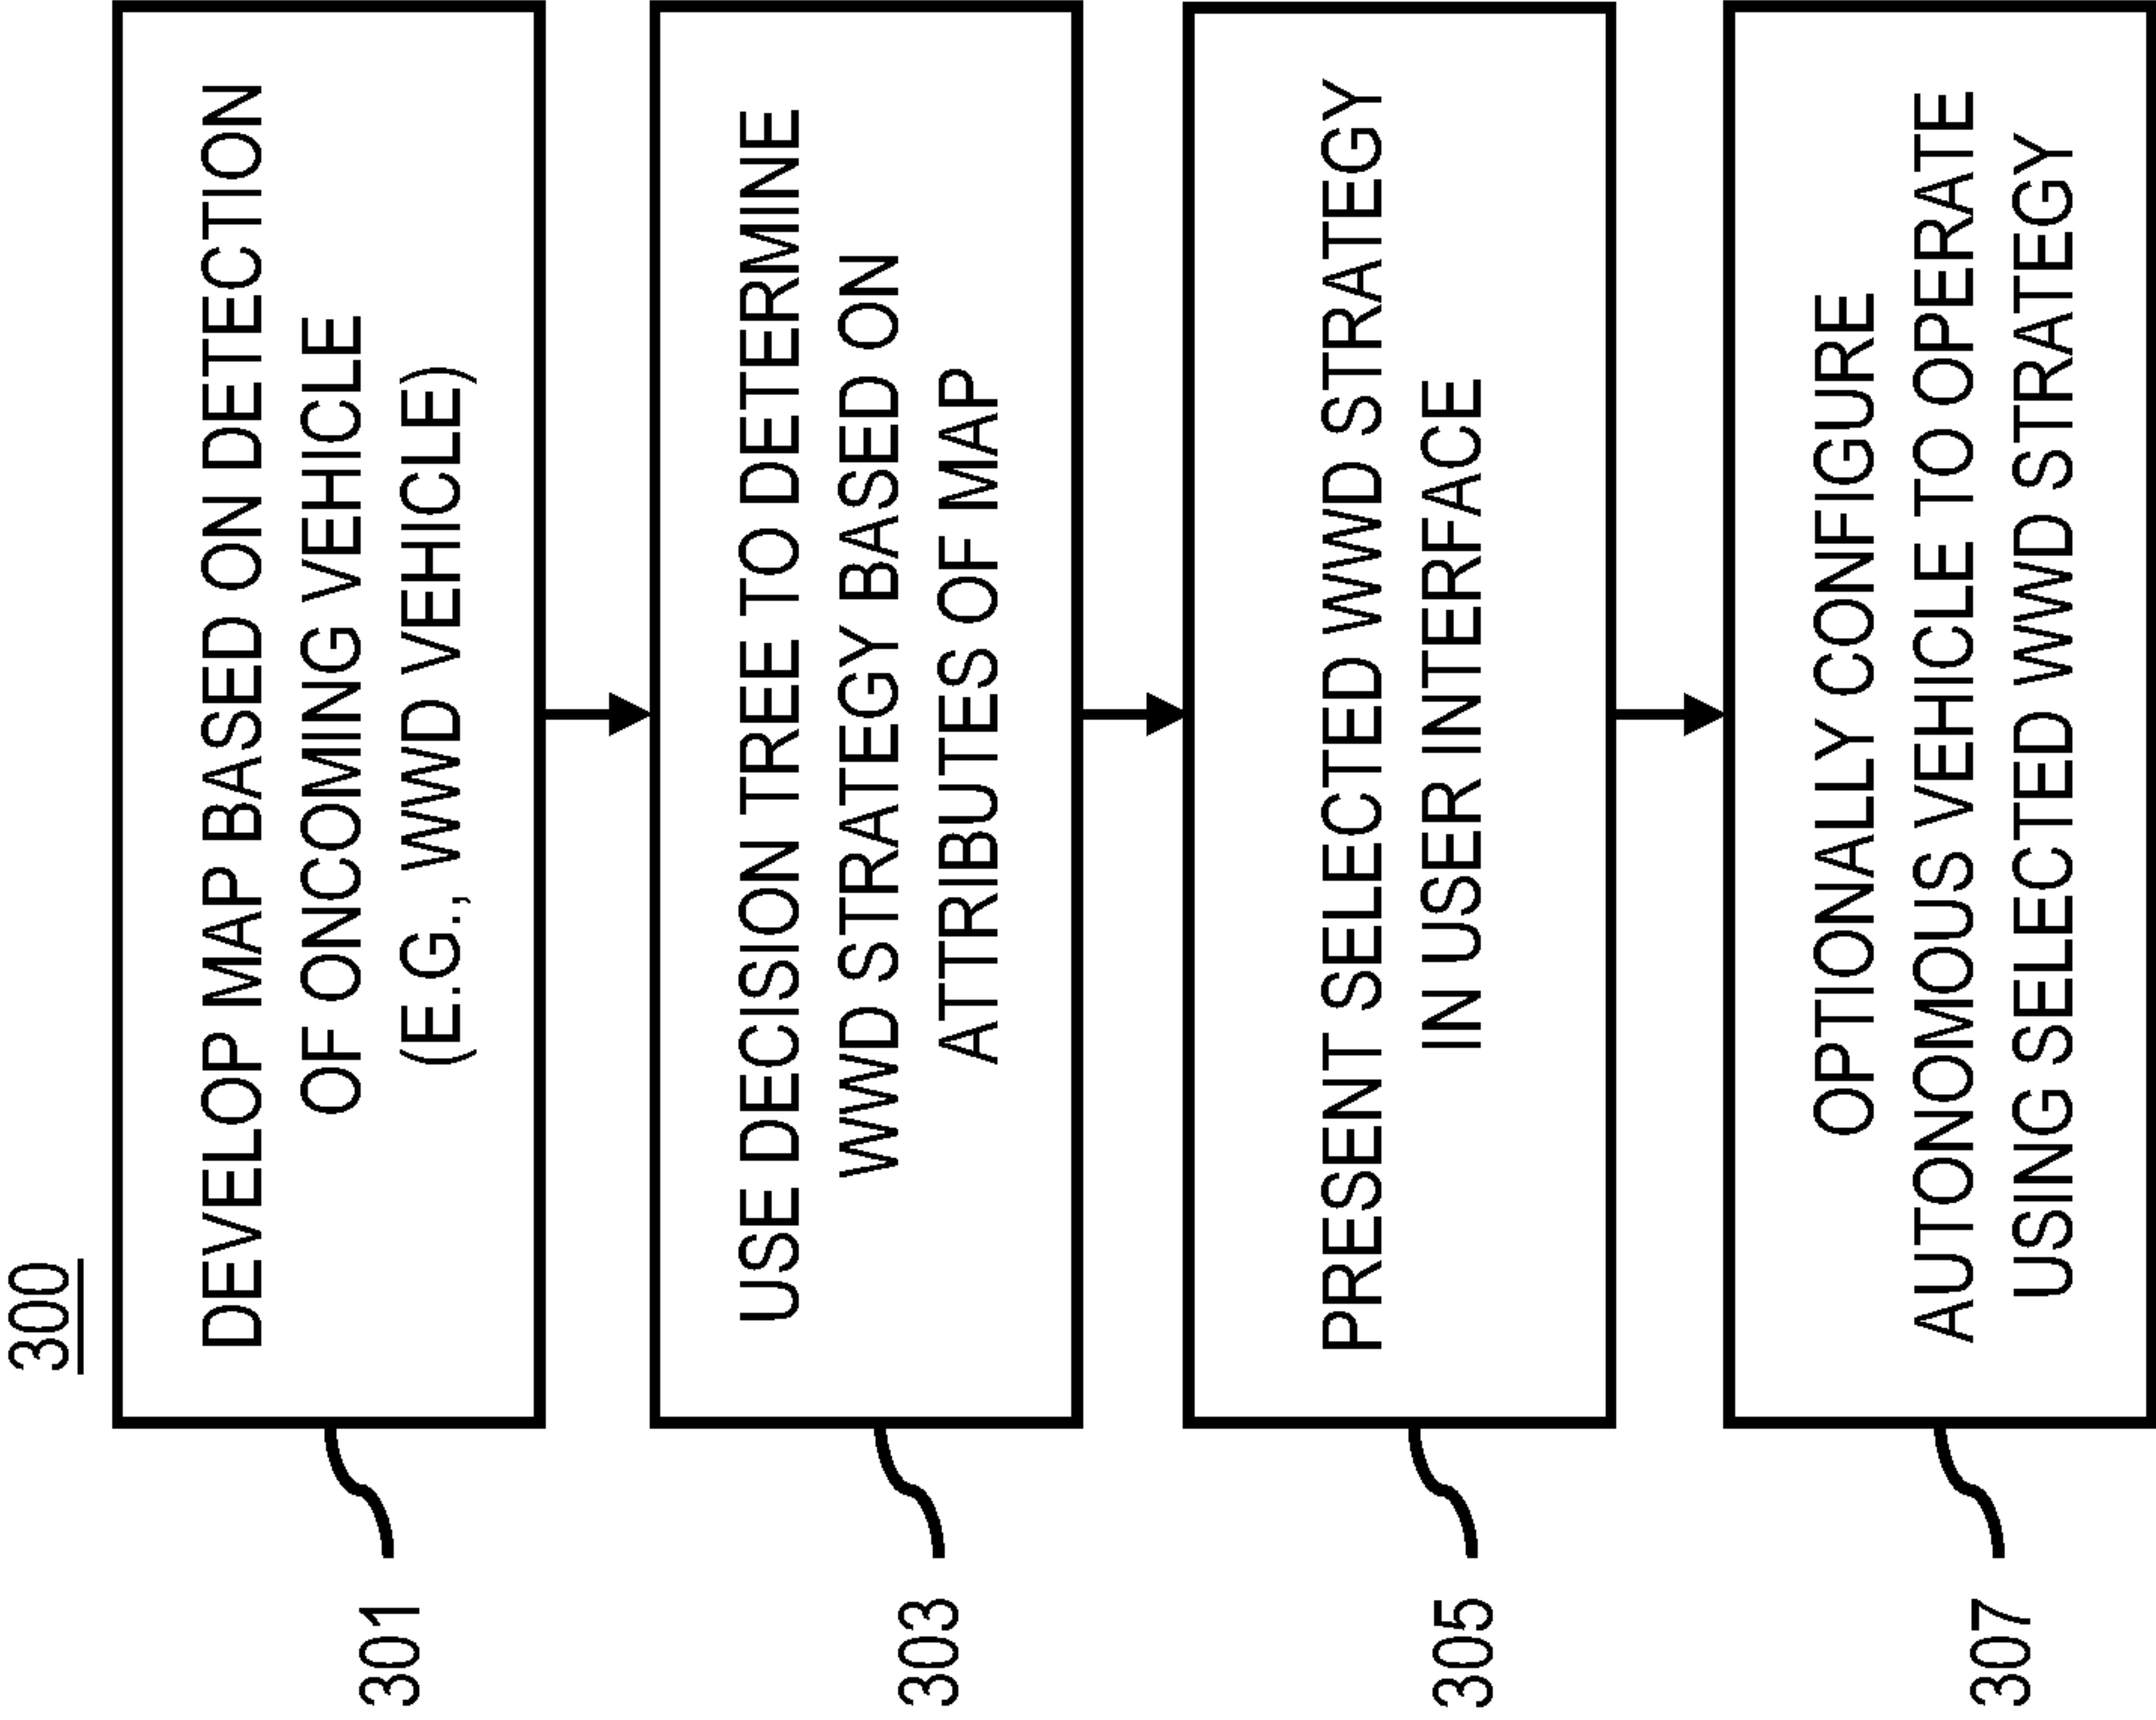 300
301
DEVELOP MAP BASED ON DETECTION
OF ONCOMING VEHICLE
(E.G., WWD VEHICLE)
303
USE DECISION TREE TO DETERMINE
WWD STRATEGY BASED ON
ATTRIBUTES OF MAP
305
PRESENT SELECTED WWD STRATEGY
IN USER INTERFACE
307
OPTIONALLY CONFIGURE
AUTONOMOUS VEHICLE TO OPERATE
USING SELECTED WWD STRATEGY